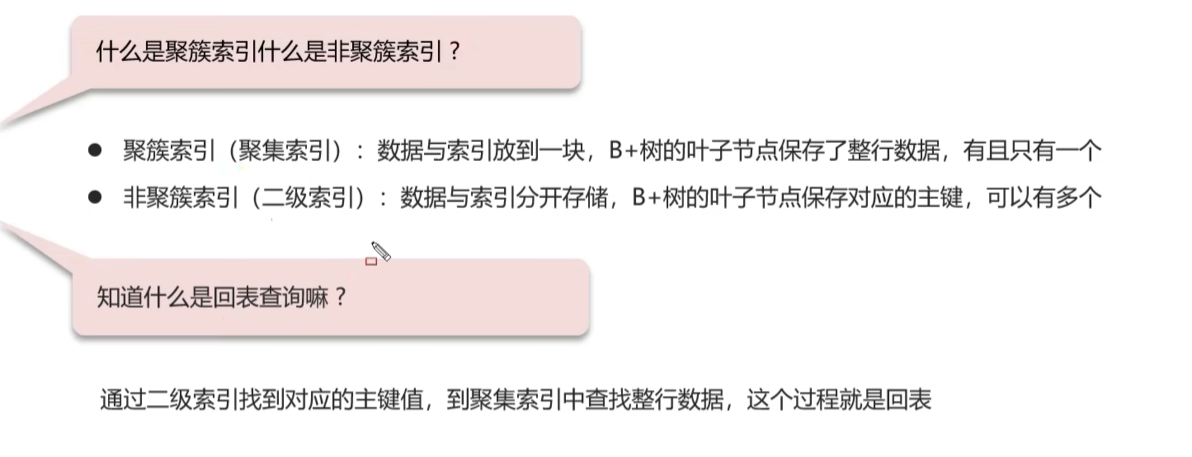 什么是聚簇索引什么是非聚簇索引？
● 聚簇索引（聚集索引）：数据与索引放到一块，B+树的叶子节点保存了整行数据，有且只有一个
● 非聚簇索引（二级索引）：数据与索引分开存储，B+树的叶子节点保存对应的主键，可以有多个
知道什么是回表查询嘛？
通过二级索引找到对应的主键值，到聚集索引中查找整行数据，这个过程就是回表